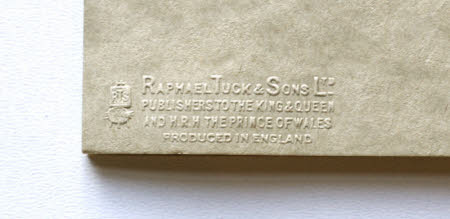 RAPHAEL TUCK & SONS LTD
PUBLISHERS TO THE KING & QUEEN
AND H.R.H. THE PRINCE OF WALES
PRODUCED IN ENGLAND